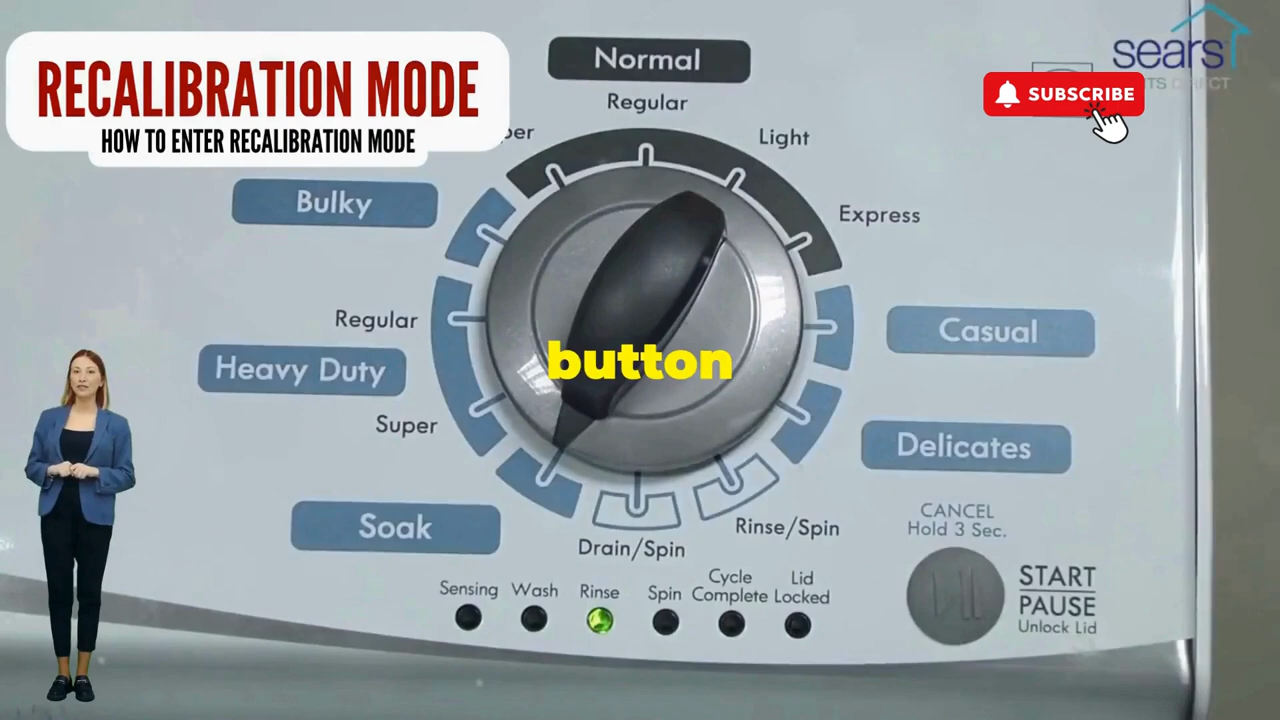 RECALIBRATION MODE
HOW TO ENTER RECALIBRATION MODE
sears
SUBSCRIBE
Normal
Regular
Light
Express
Bulky
Regular
Heavy Duty
Super
Casual
Delicates
button
Soak
Drain/Spin
Rinse/Spin
CANCEL
Hold 3 Sec.
Sensing
Wash
Rinse
Spin
Cycle
Complete
Lid
Locked
START
PAUSE
Unlock Lid